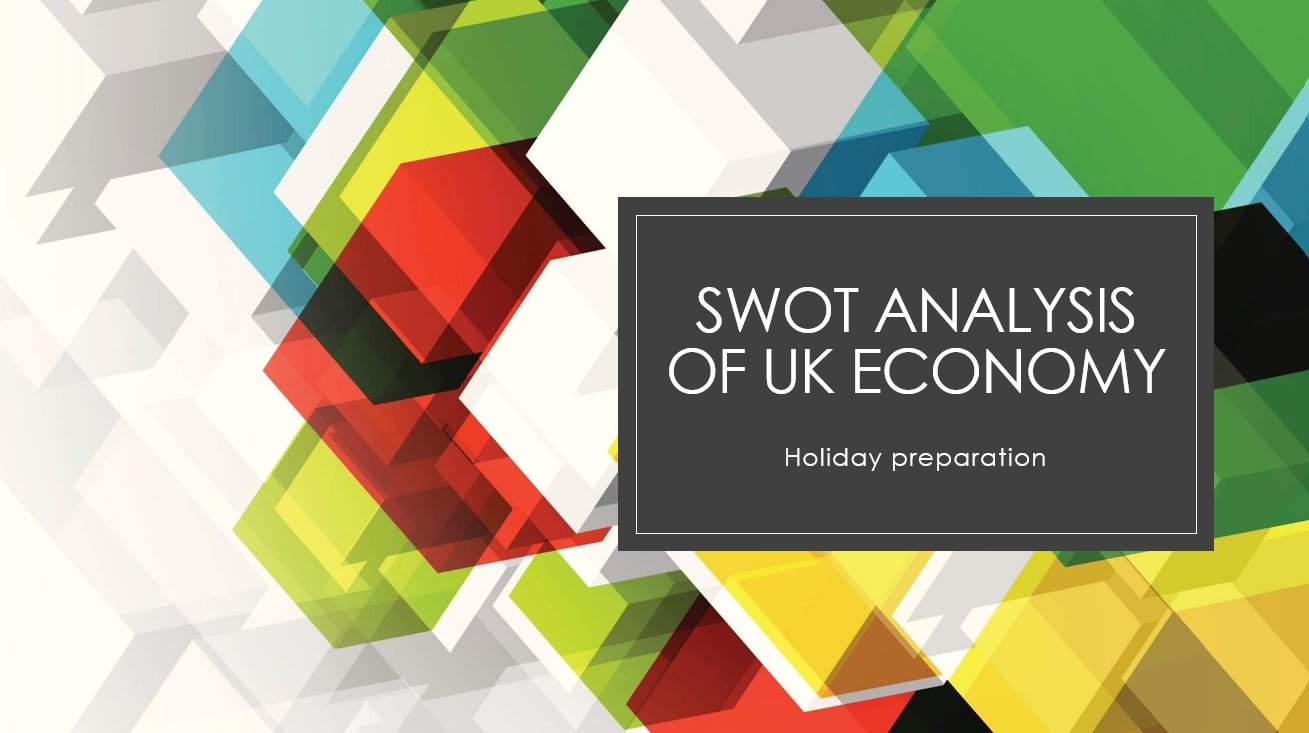 SWOT ANALYSIS
OF UK ECONOMY
Holiday preparation